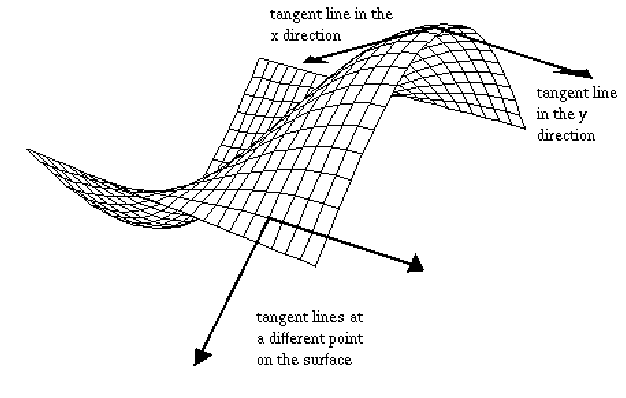 tangent line in the
x direction
tangent line
in the y
direction
tangent lines at
a different point
on the surface